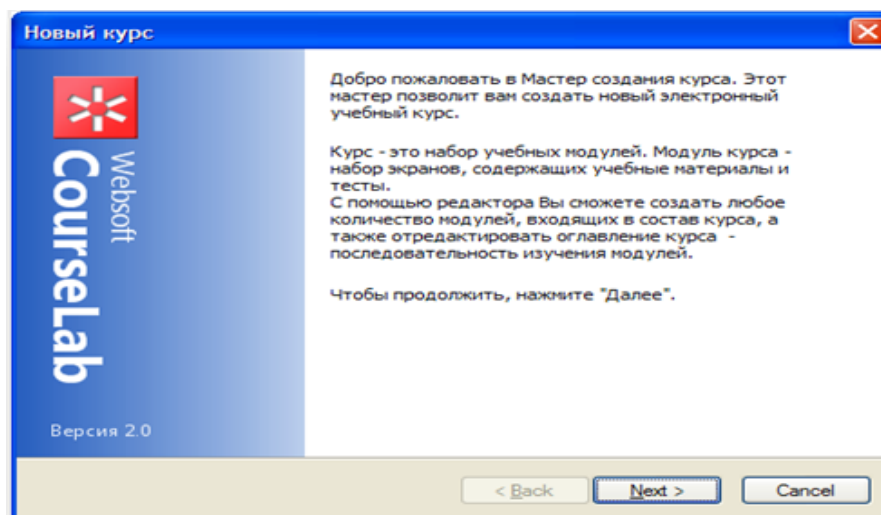 Новый курс
Добро пожаловать в Мастер создания курса. Этот
мастер позволит вам создать новый электронный
учебный курс.
Курс - это набор учебных модулей. Модуль курса -
набор экранов, содержащих учебные материалы и
тесты.
С помощью редактора Вы сможете создать любое
количество модулей, входящих в состав курса, а
также отредактировать оглавление курса -
последовательность изучения модулей.
Чтобы продолжить, нажмите "Далее".
Websoft
CourseLab
Версия 2.0
< Back
Next >
Cancel